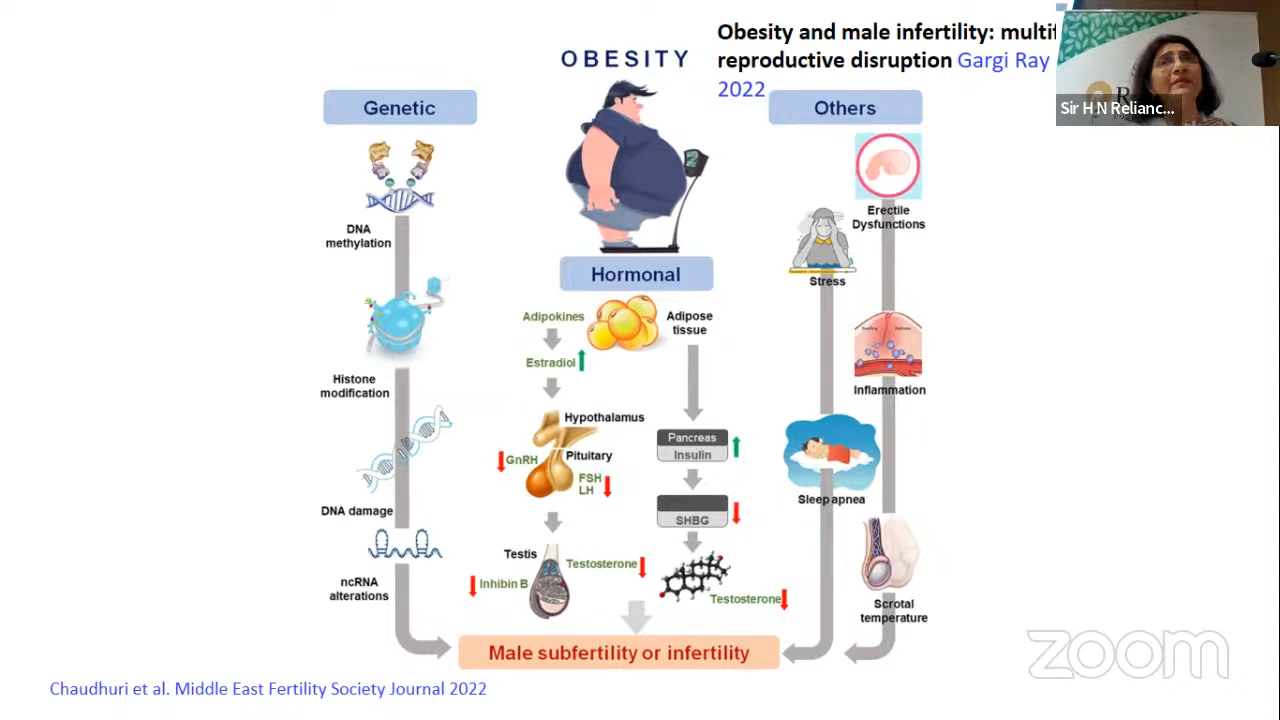 Obesity and male infertility:
reproductive disruption Gargi Ray
2022
OBESITY
Sir H N Relianc...
Genetic
Others
DNA
methylation
Erectile
Dysfunctions
Stress
Hormonal
Adipokines
Adipose
tissue
Estradiol
Histone
modification
Inflammation
Hypothalamus
Pituitary
GnRH
FSH
LH
Pancreas
Insulin
Sleep apnea
DNA damage
SHBG
Testis
Testosterone
Inhibin B
Testosterone
ncRNA
alterations
Scrotal
temperature
Male subfertility or infertility
zoom
Chaudhuri et al. Middle East Fertility Society Journal 2022